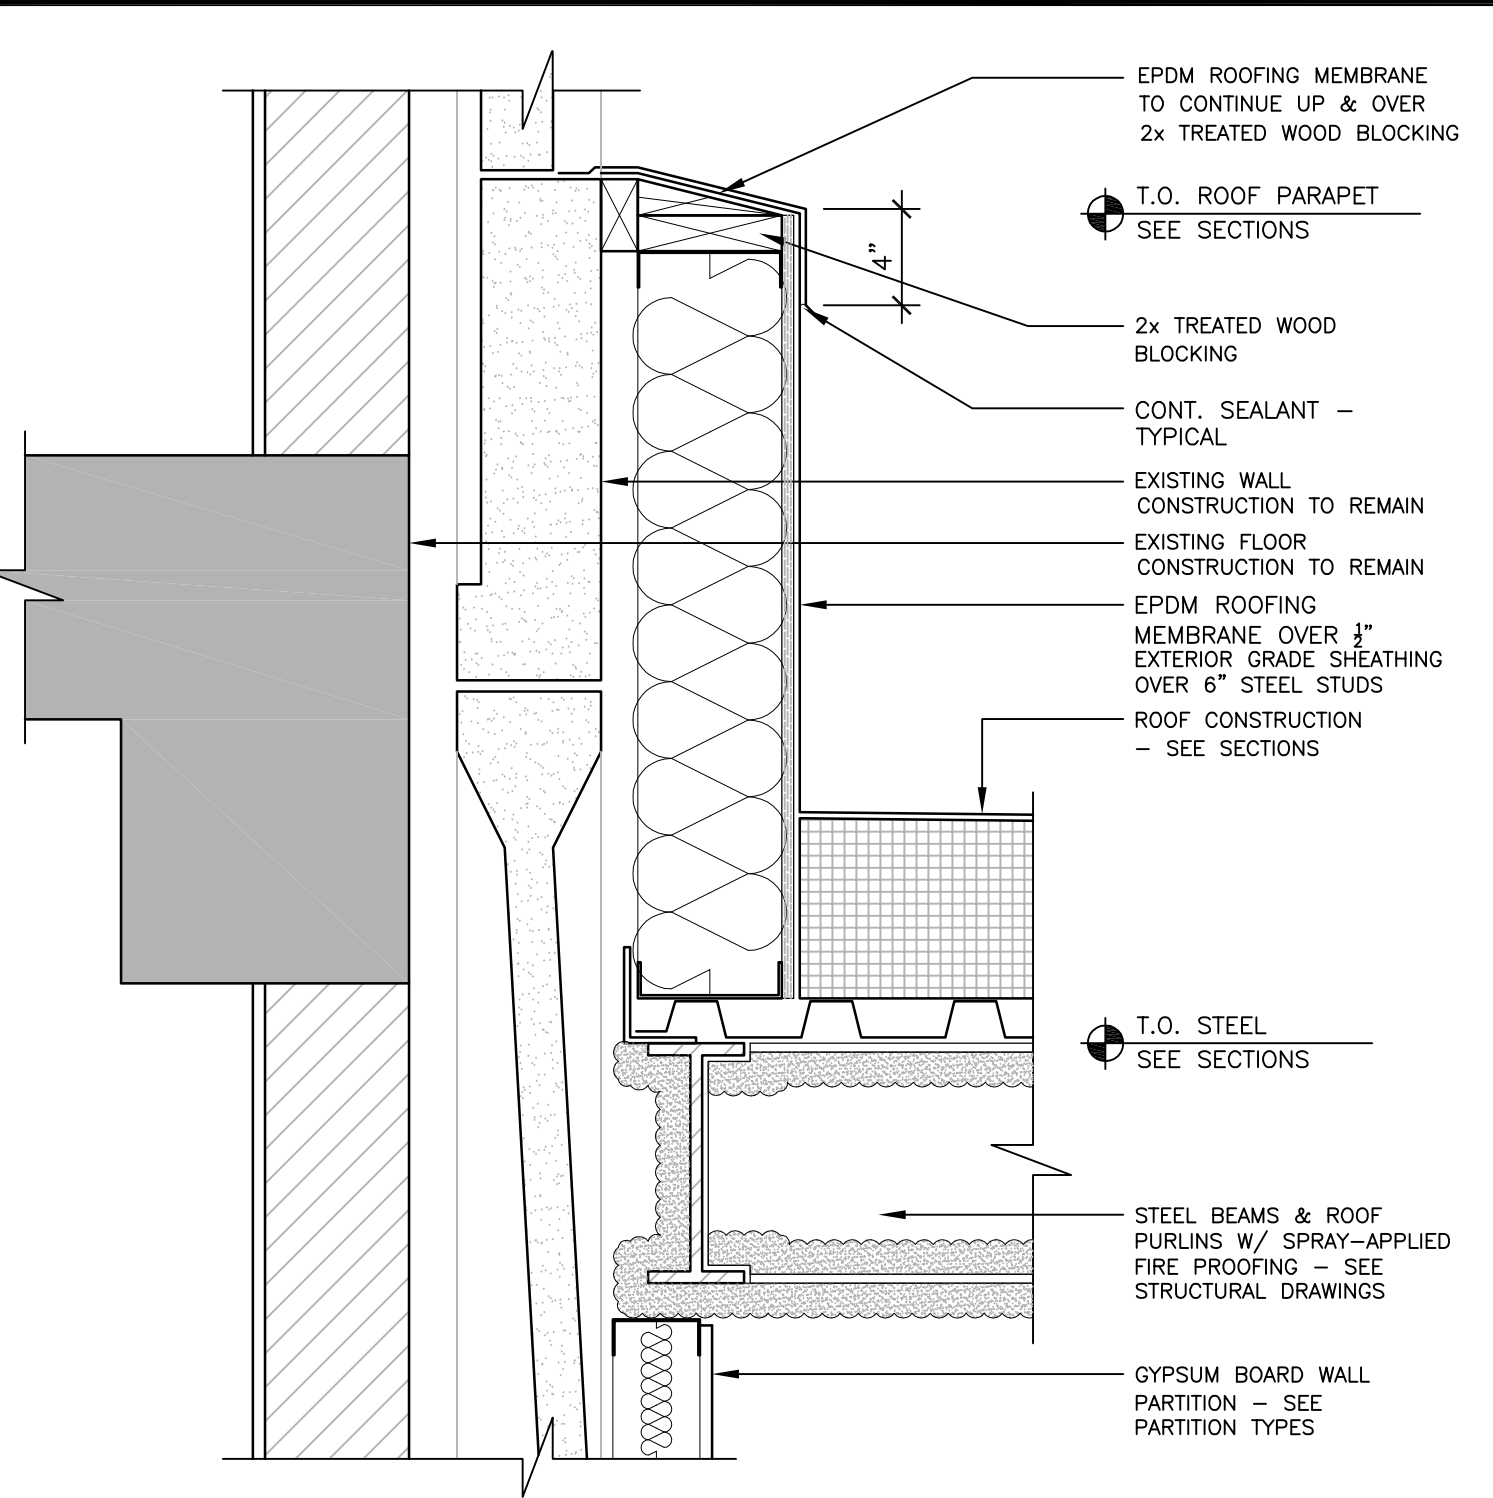 EPDM ROOFING MEMBRANE
TO CONTINUE UP & OVER
2x TREATED WOOD BLOCKING
T.O. ROOF PARAPET
SEE SECTIONS
4"
2x TREATED WOOD
BLOCKING
CONT. SEALANT –
TYPICAL
EXISTING WALL
CONSTRUCTION TO REMAIN
EXISTING FLOOR
CONSTRUCTION TO REMAIN
EPDM ROOFING
MEMBRANE OVER ½"
EXTERIOR GRADE SHEATHING
OVER 6" STEEL STUDS
ROOF CONSTRUCTION
– SEE SECTIONS
T.O. STEEL
SEE SECTIONS
STEEL BEAMS & ROOF
PURLINS W/ SPRAY–APPLIED
FIRE PROOFING – SEE
STRUCTURAL DRAWINGS
GYPSUM BOARD WALL
PARTITION – SEE
PARTITION TYPES